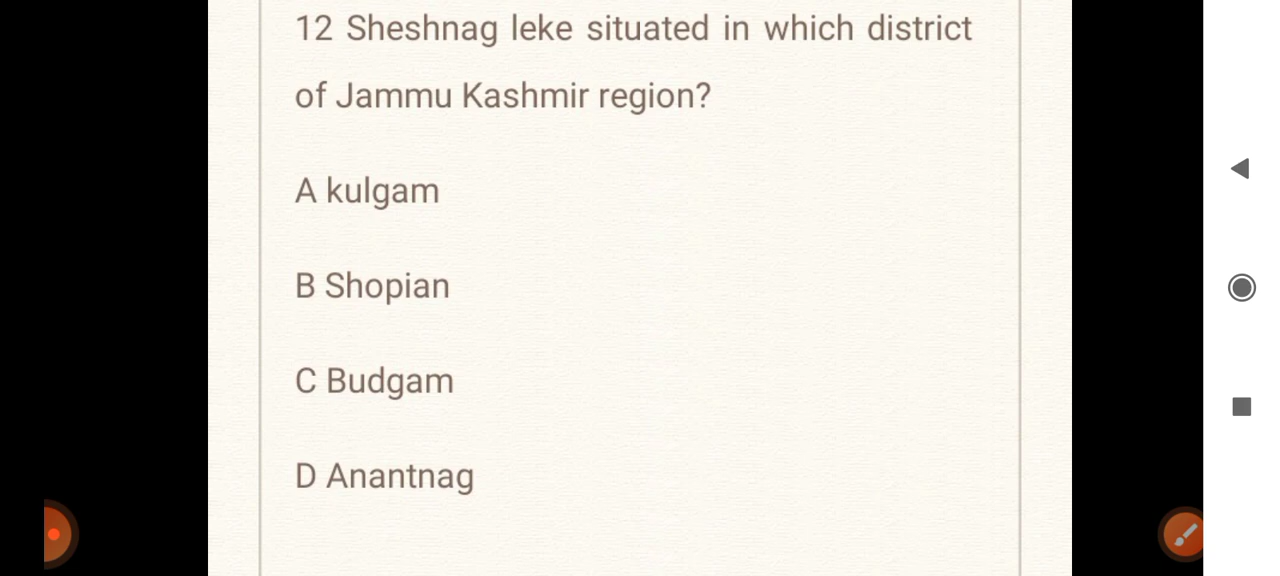 12 Sheshnag leke situated in which district
of Jammu Kashmir region?
A kulgam
B Shopian
C Budgam
D Anantnag